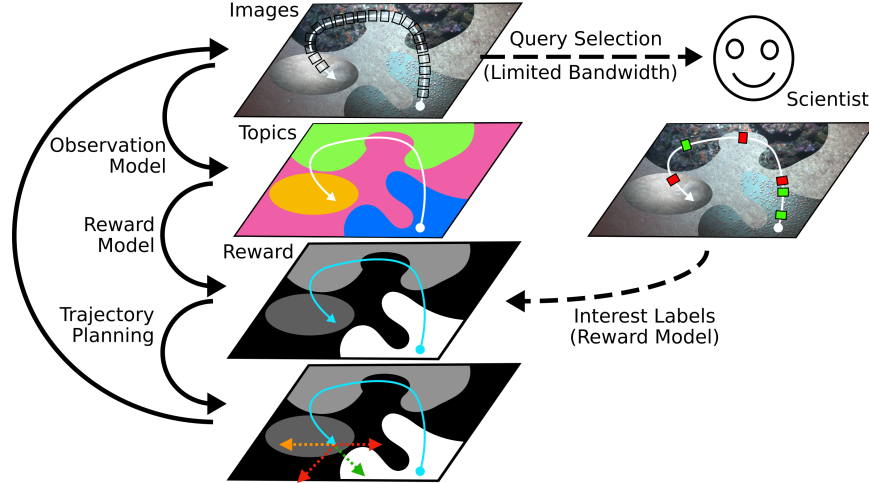 Images
Query Selection
(Limited Bandwidth)
Scientist
Observation
Model
Topics
Reward
Model
Reward
Interest Labels
(Reward Model)
Trajectory
Planning